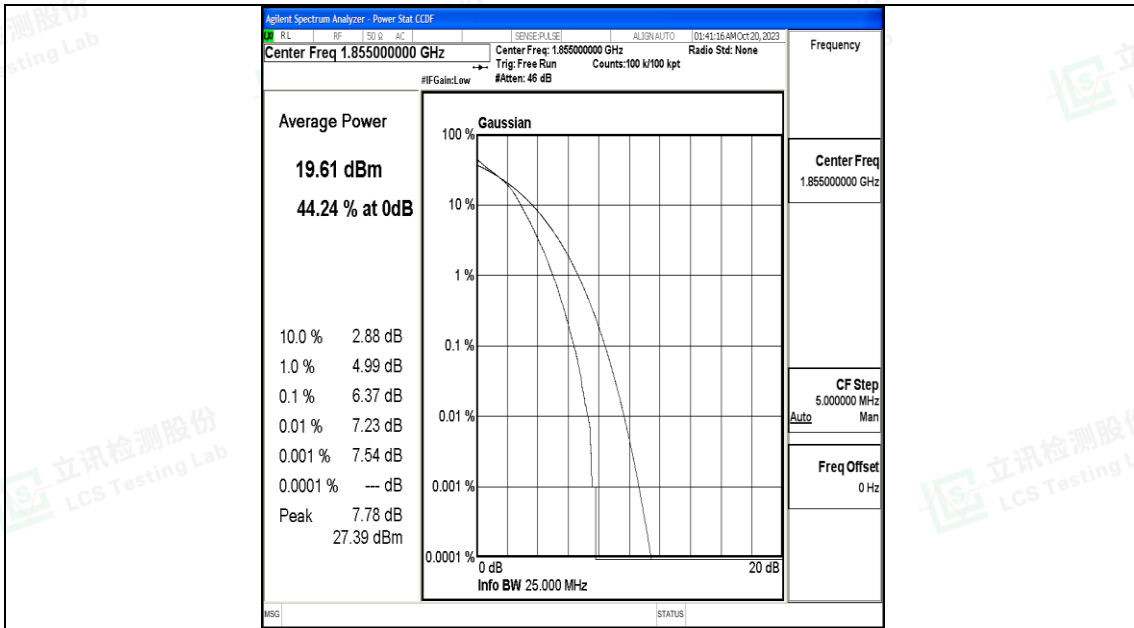 Agilent Spectrum Analyzer - Power Stat CCDF
RL RF 50 Ω AC SENSE:PULSE ALIGN AUTO 01:41:16 AM Oct 20, 2023
Center Freq 1.855000000 GHz
Center Freq: 1.855000000 GHz Radio Std: None
Trig: Free Run Counts:100 k/100 kpt
#IFGain:Low #Atten: 46 dB
Average Power
19.61 dBm
44.24 % at 0dB
10.0 % 2.88 dB
1.0 % 4.99 dB
0.1 % 6.37 dB
0.01 % 7.23 dB
0.001 % 7.54 dB
0.0001 % --- dB
Peak 7.78 dB
27.39 dBm
Gaussian
100 %
10 %
1 %
0.1 %
0.01 %
0.001 %
0.0001 %
0 dB 20 dB
Info BW 25.000 MHz
Frequency
Center Freq
1.855000000 GHz
CF Step
5.000000 MHz
Auto Man
Freq Offset
0 Hz
MSG STATUS
立讯检测股份
LCS Testing Lab